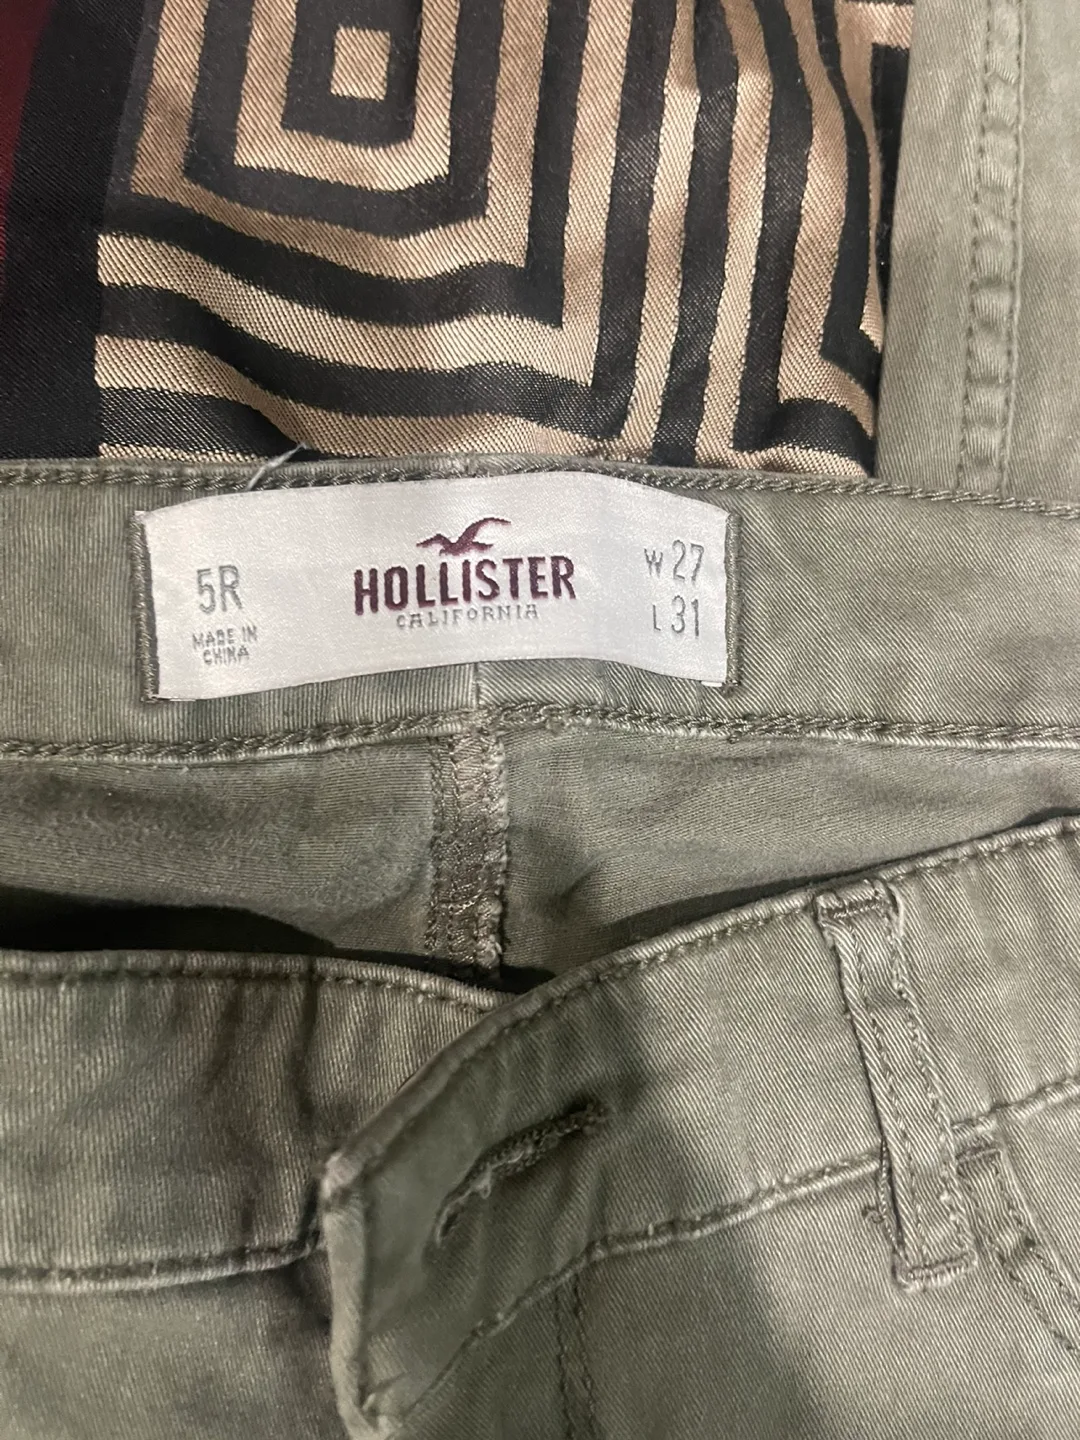 5R
MADE IN
CHINA
HOLLISTER
CALIFORNIA
W 27
L 31